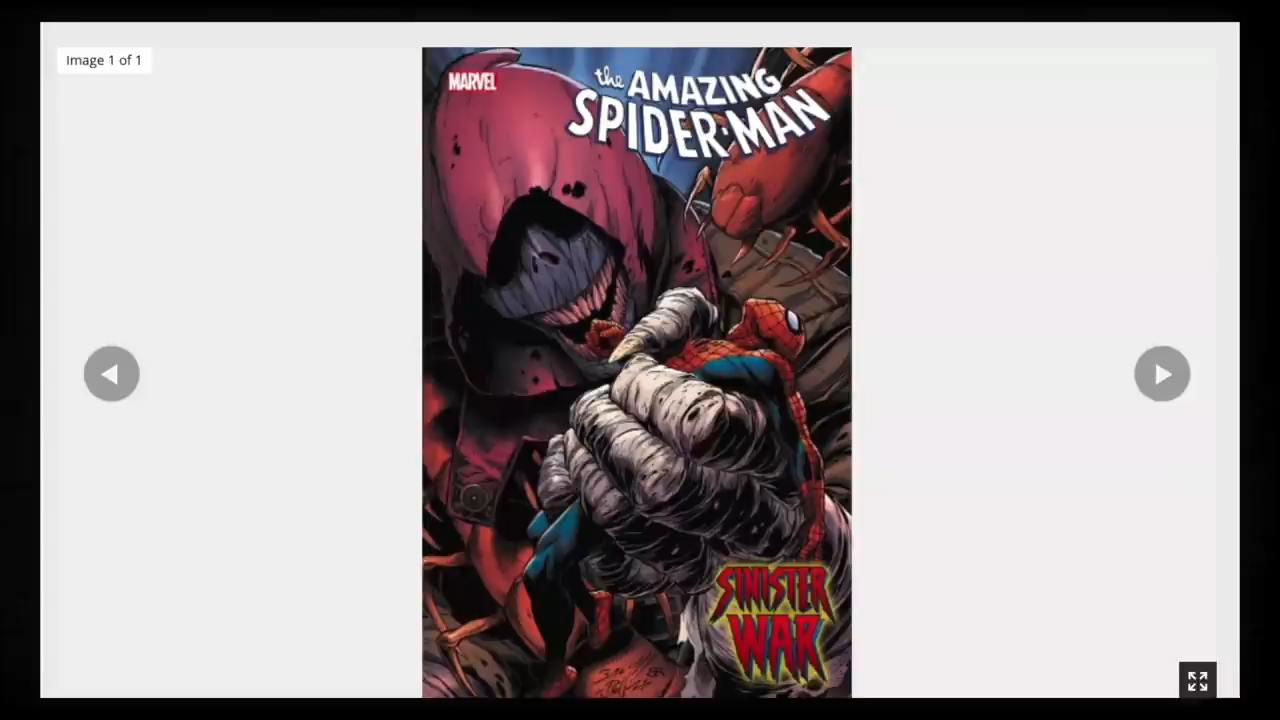 Image 1 of 1
MARVEL
the AMAZING
SPIDER-MAN
SINISTER
WAR